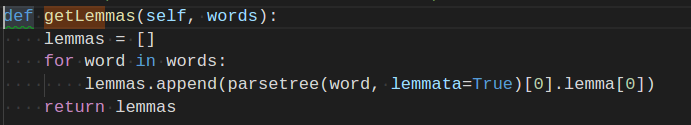 def getLemmas(self, words):
    lemmas = []
    for word in words:
        lemmas.append(parsetree(word, lemmata=True)[0].lemma[0])
    return lemmas